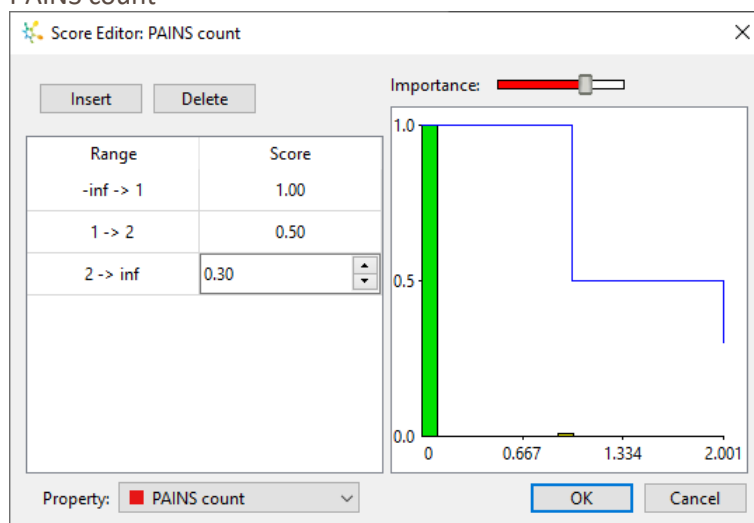 PAINS count
Score Editor: PAINS count
Insert Delete
Importance:
Range Score
-inf -> 1 1.00
1 -> 2 0.50
2 -> inf 0.30
1.0
0.5
0.0
0 0.667 1.334 2.001
Property: PAINS count
OK Cancel